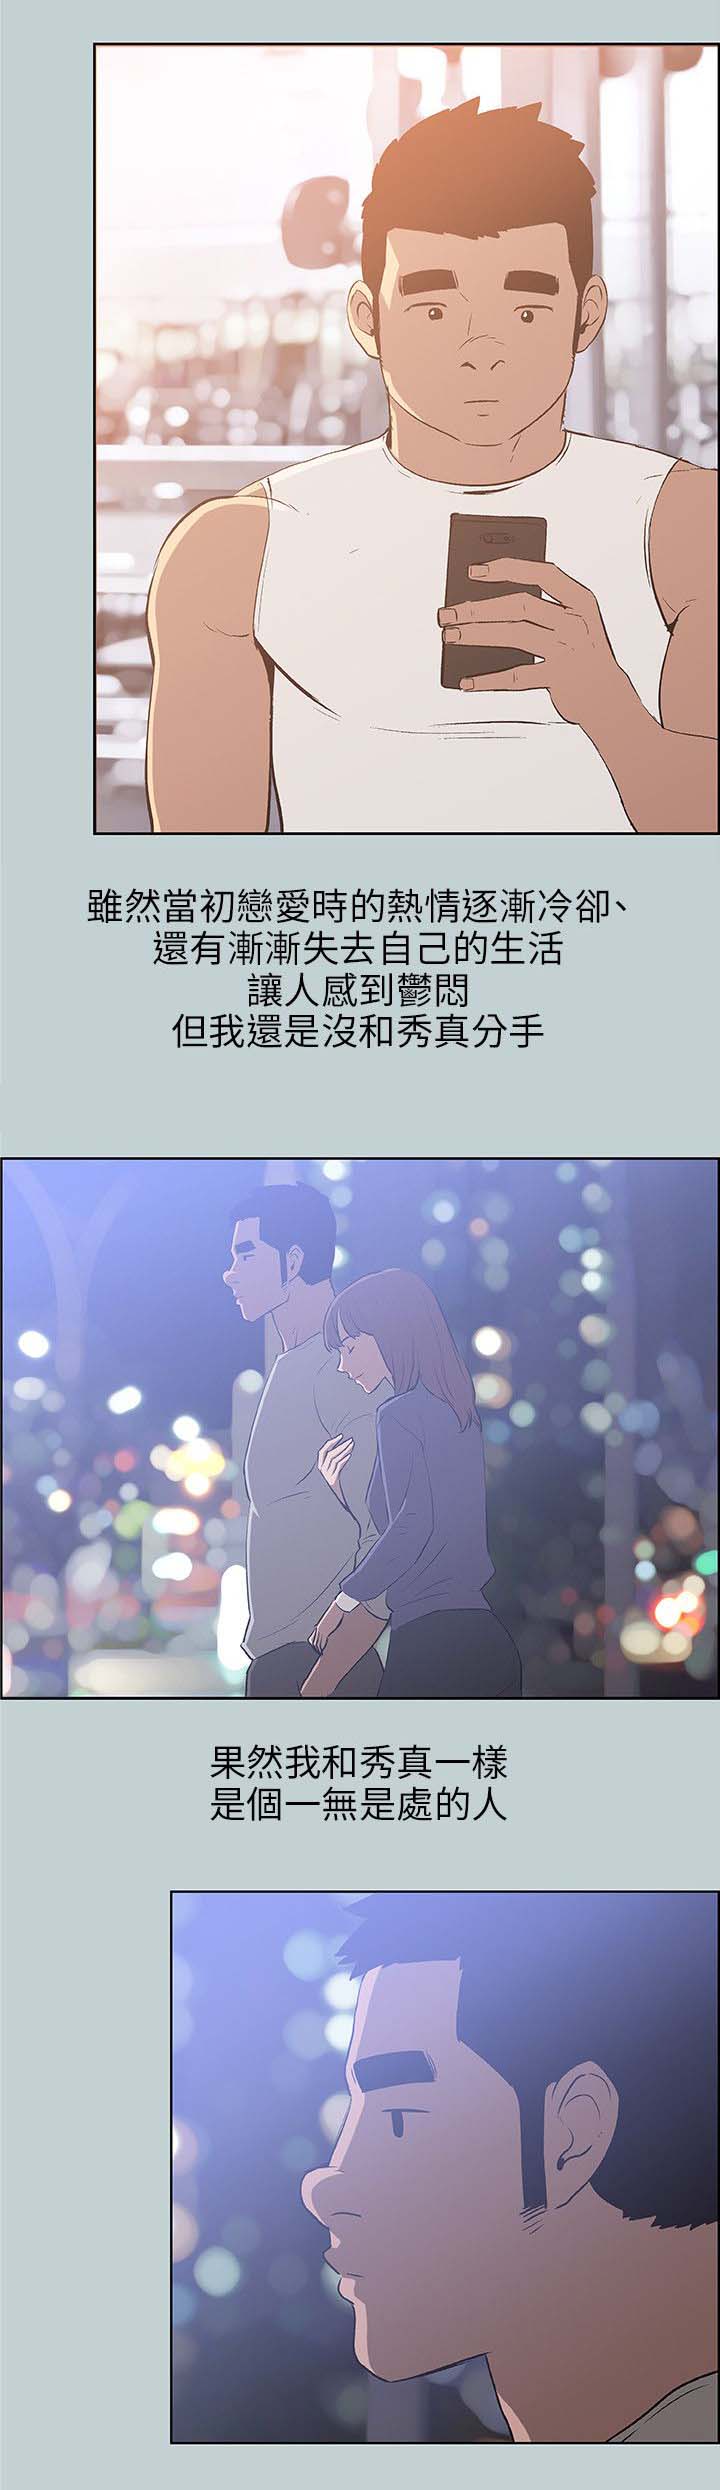 雖然當初戀愛時的熱情逐漸冷卻、
還有漸漸失去自己的生活
讓人感到鬱悶
但我還是沒和秀真分手
果然我和秀真一樣
是個一無是處的人